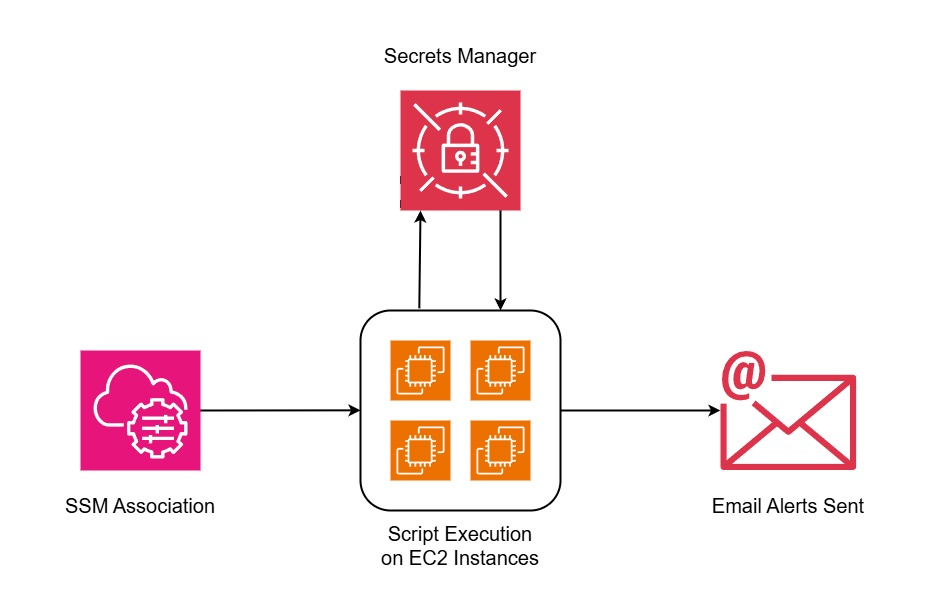 Secrets Manager
@
SSM Association
Script Execution
on EC2 Instances
Email Alerts Sent